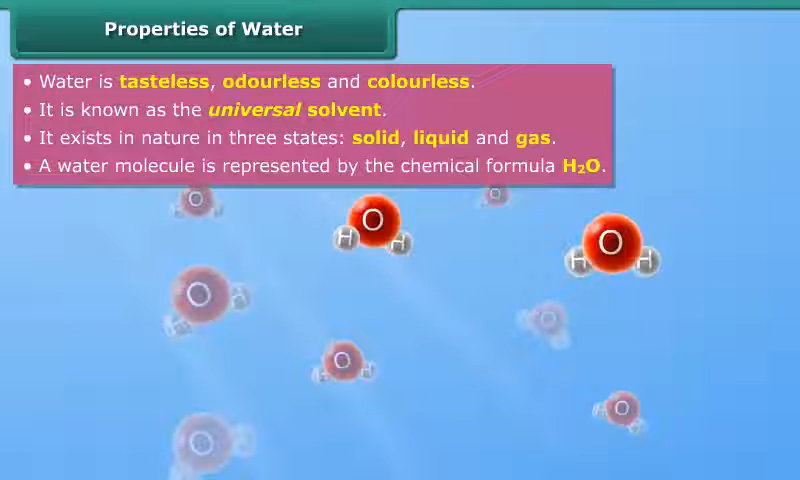 Properties of Water
• Water is tasteless, odourless and colourless.
• It is known as the universal solvent.
• It exists in nature in three states: solid, liquid and gas.
• A water molecule is represented by the chemical formula H₂O.
O
O
O
H
H
O
H
H
O
H
H
O
H
H
O
O
H
H
O
H
H
O